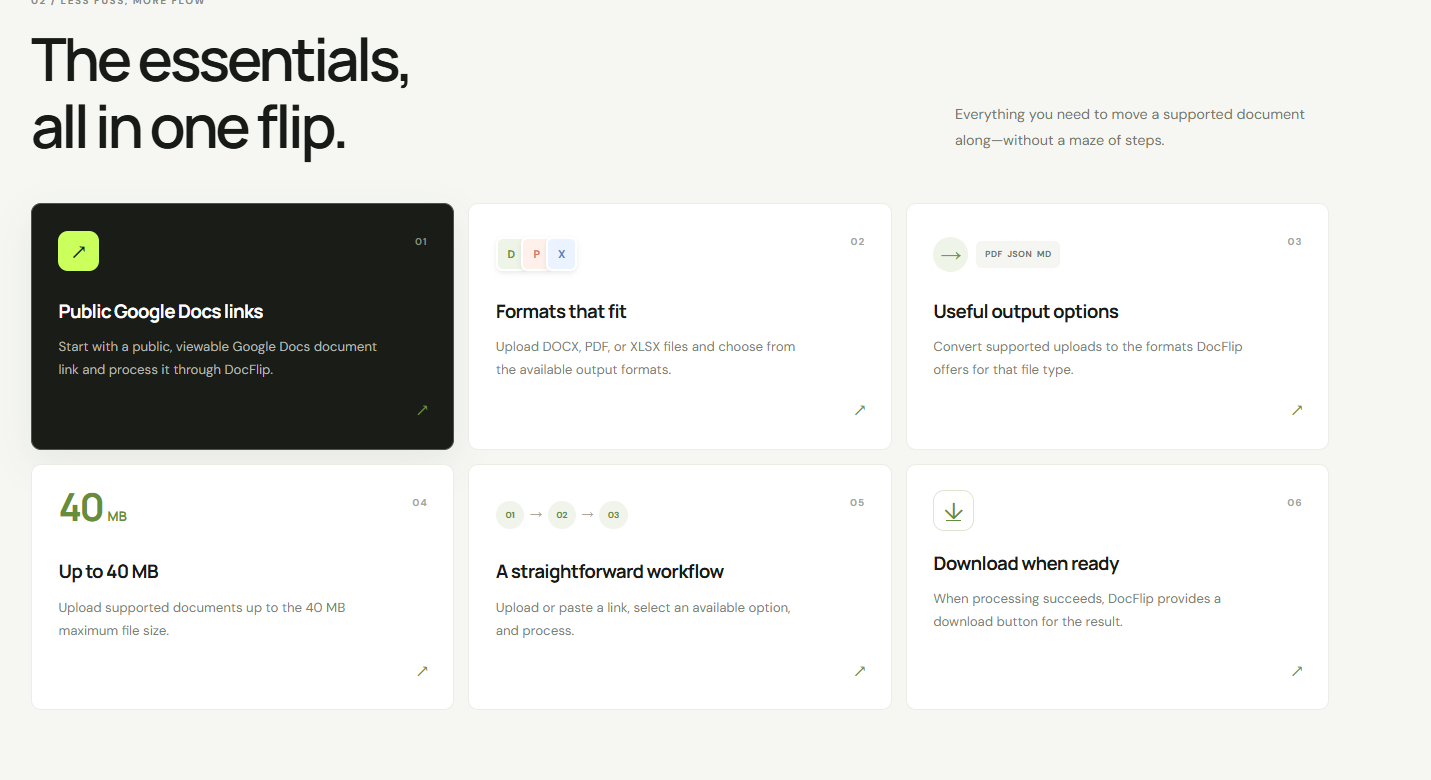 02 / LESS FUSS, MORE FLOW
The essentials,
all in one flip.
Everything you need to move a supported document
along—without a maze of steps.
↗
01
Public Google Docs links
Start with a public, viewable Google Docs document
link and process it through DocFlip.
↗
D P X
02
Formats that fit
Upload DOCX, PDF, or XLSX files and choose from
the available output formats.
↗
→ PDF JSON MD
03
Useful output options
Convert supported uploads to the formats DocFlip
offers for that file type.
↗
40 MB
04
Up to 40 MB
Upload supported documents up to the 40 MB
maximum file size.
↗
01 → 02 → 03
05
A straightforward workflow
Upload or paste a link, select an available option,
and process.
↗
06
Download when ready
When processing succeeds, DocFlip provides a
download button for the result.
↗